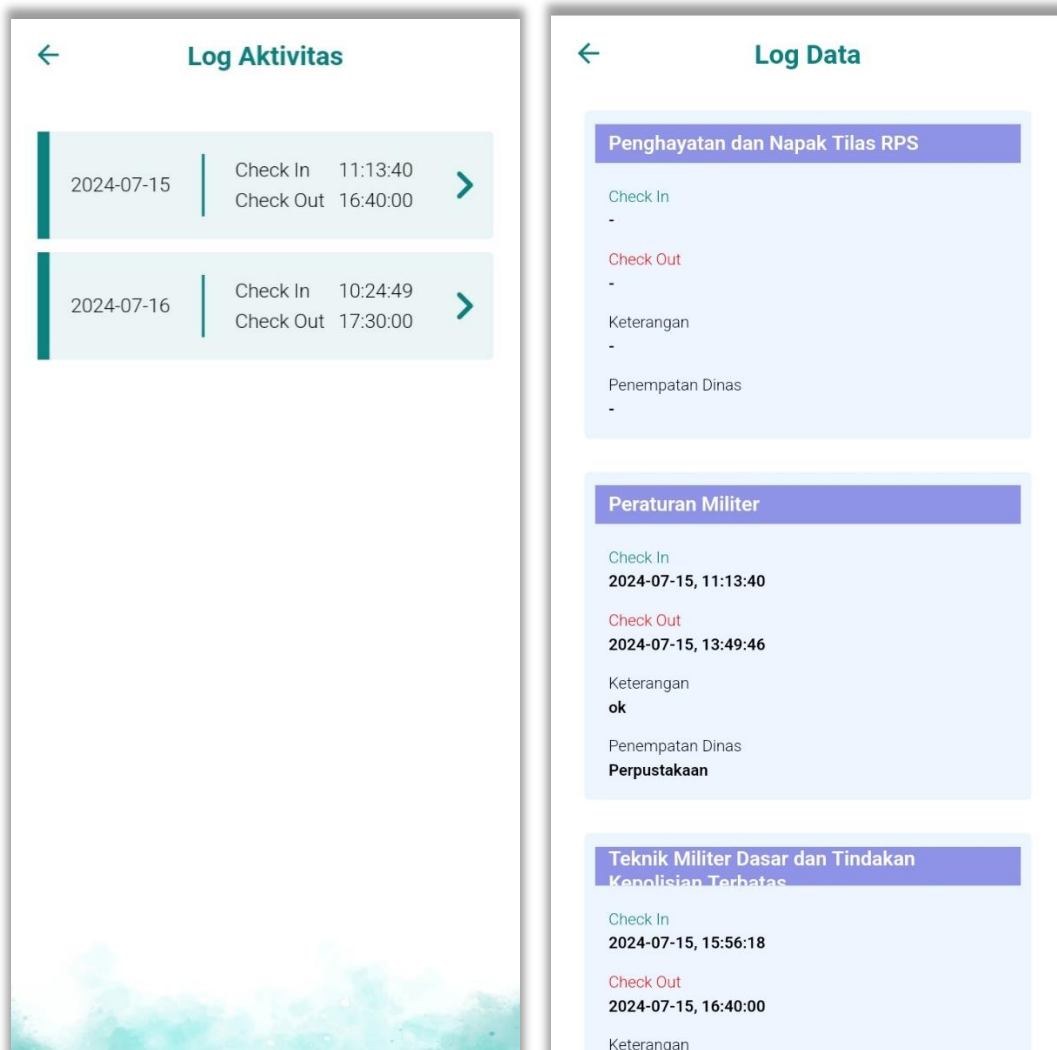 Log Aktivitas
2024-07-15
Check In 11:13:40
Check Out 16:40:00
2024-07-16
Check In 10:24:49
Check Out 17:30:00
Log Data
Penghayatan dan Napak Tilas RPS
Check In
-
Check Out
-
Keterangan
-
Penempatan Dinas
-
Peraturan Militer
Check In
2024-07-15, 11:13:40
Check Out
2024-07-15, 13:49:46
Keterangan
ok
Penempatan Dinas
Perpustakaan
Teknik Militer Dasar dan Tindakan
Kepolisian Terbatas
Check In
2024-07-15, 15:56:18
Check Out
2024-07-15, 16:40:00
Keterangan